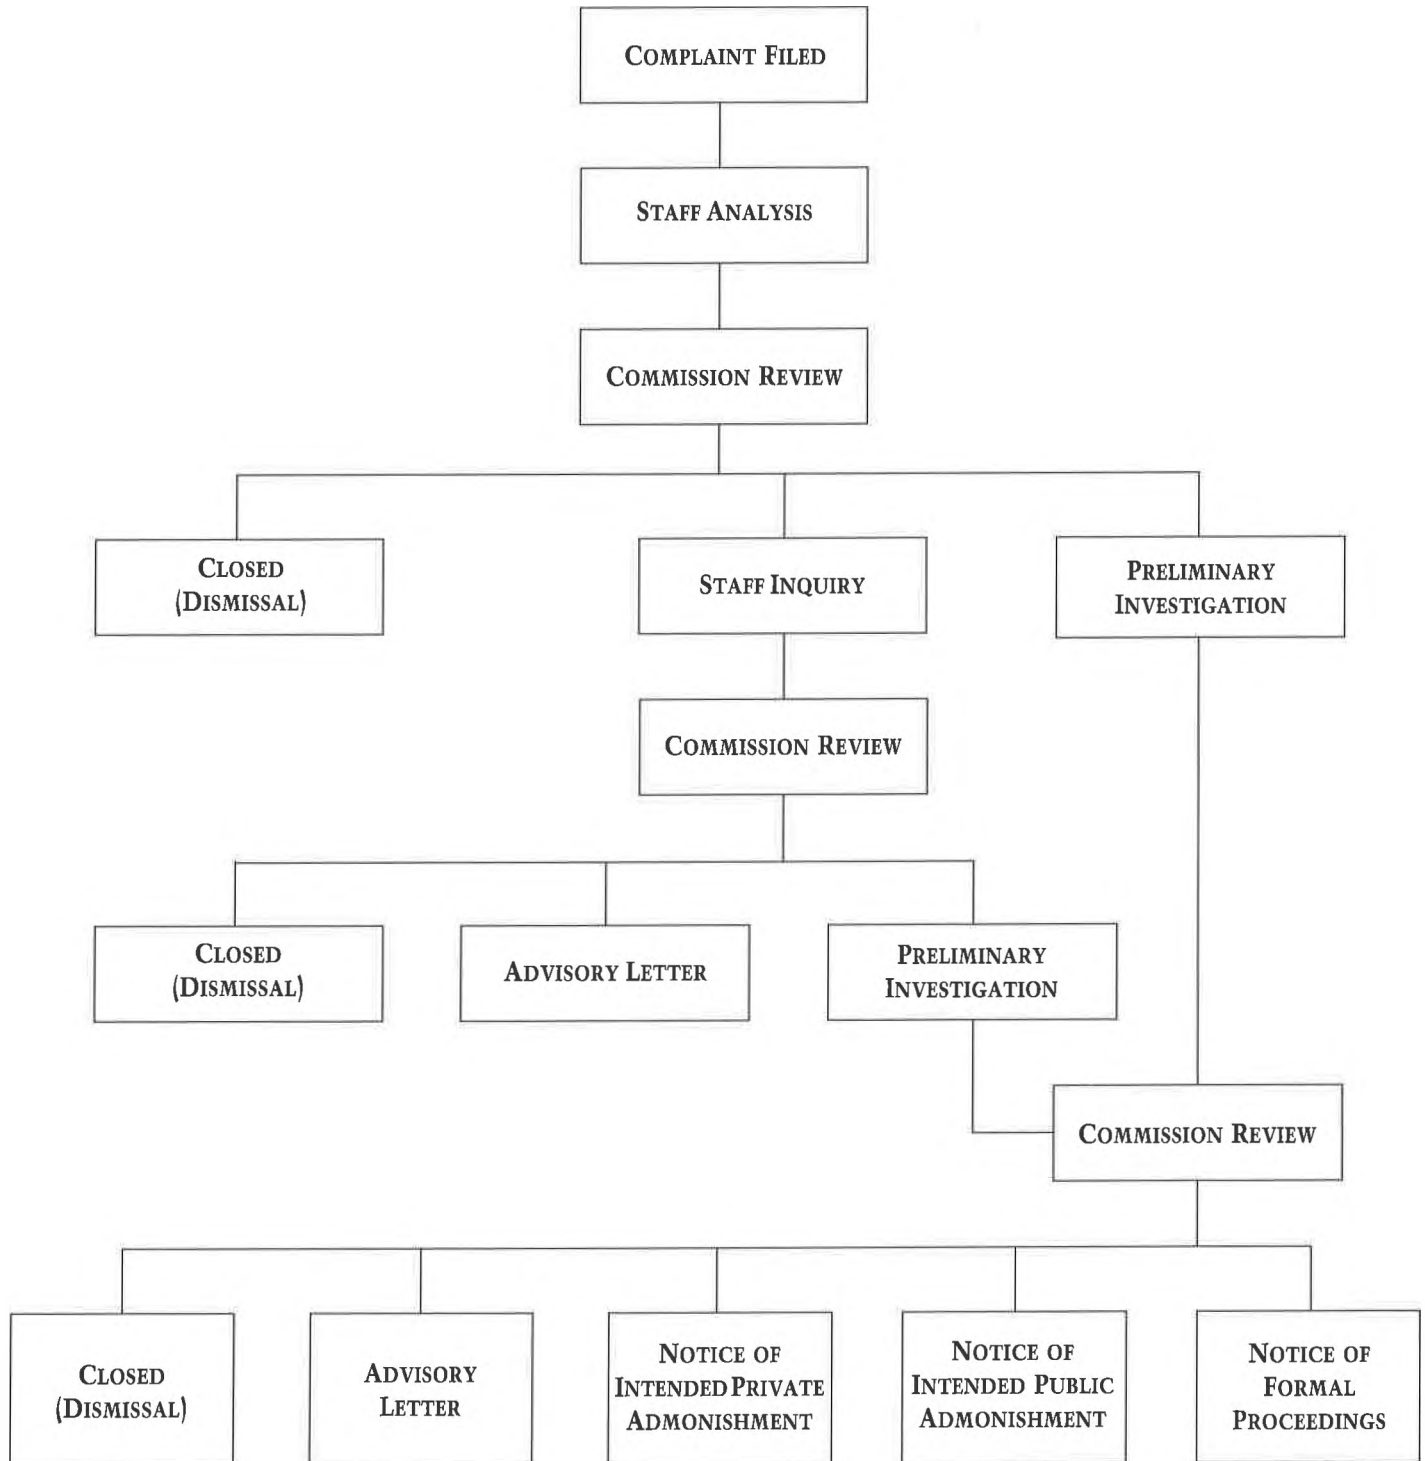 COMPLAINT FILED
STAFF ANALYSIS
COMMISSION REVIEW
CLOSED
(DISMISSAL)
STAFF INQUIRY
PRELIMINARY
INVESTIGATION
COMMISSION REVIEW
CLOSED
(DISMISSAL)
ADVISORY LETTER
PRELIMINARY
INVESTIGATION
COMMISSION REVIEW
CLOSED
(DISMISSAL)
ADVISORY
LETTER
NOTICE OF
INTENDED PRIVATE
ADMONISHMENT
NOTICE OF
INTENDED PUBLIC
ADMONISHMENT
NOTICE OF
FORMAL
PROCEEDINGS